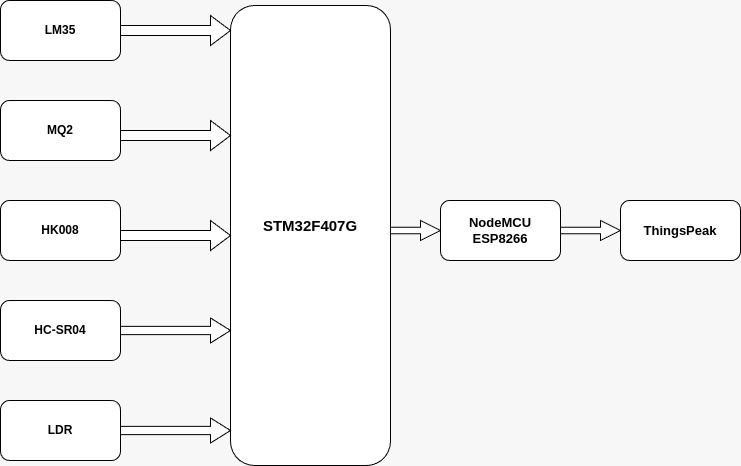 LM35
MQ2
HK008
HC-SR04
LDR
STM32F407G
NodeMCU
ESP8266
ThingsPeak